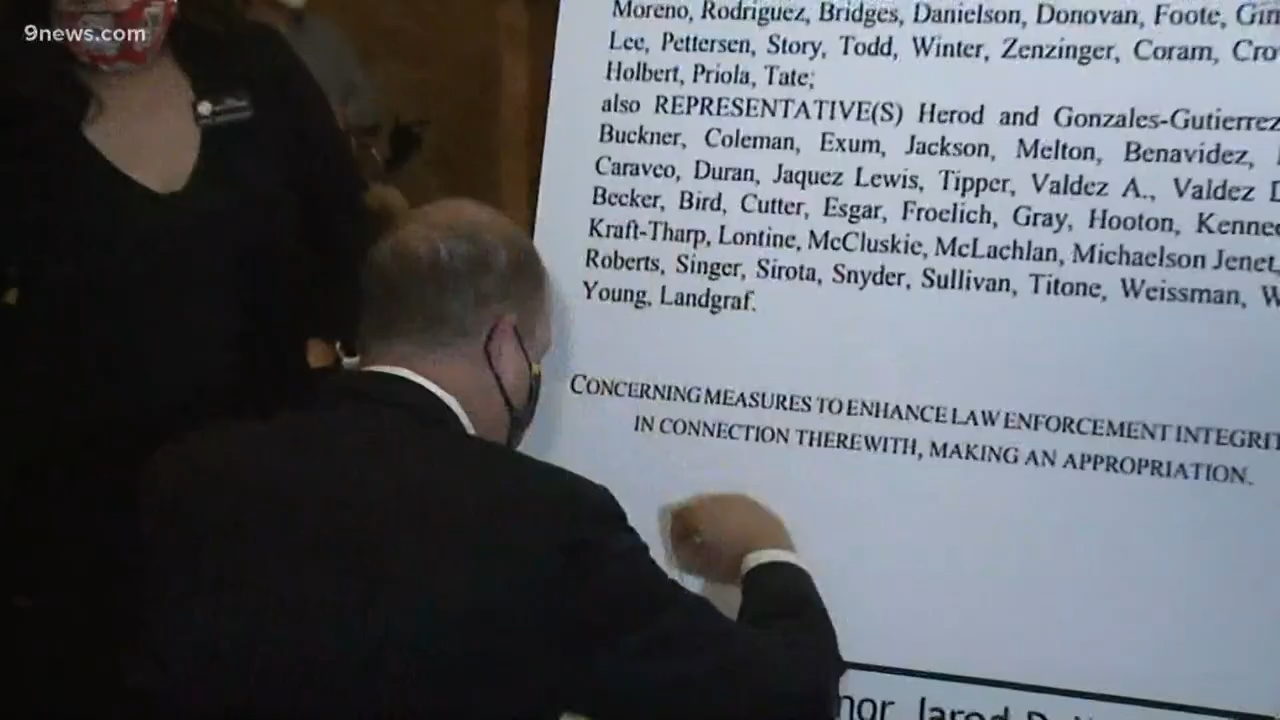 9news.com
Moreno, Rodriguez, Bridges, Danielson, Donovan, Foote,
Lee, Pettersen, Story, Todd, Winter, Zenzinger, Coram,
Holbert, Priola, Tate;
also REPRESENTATIVE(S) Herod and Gonzales-Gutierrez
Buckner, Coleman, Exum, Jackson, Melton, Benavidez,
Caraveo, Duran, Jaquez Lewis, Tipper, Valdez A., Valdez
Becker, Bird, Cutter, Esgar, Froelich, Gray, Hooton,
Kraft-Tharp, Lontine, McCluskie, McLachlan, Michaelson Jenet,
Roberts, Singer, Sirota, Snyder, Sullivan, Titone, Weissman,
Young, Landgraf.
CONCERNING MEASURES TO ENHANCE LAW ENFORCEMENT
IN CONNECTION THEREWITH, MAKING AN APPROPRIATION.
Jared